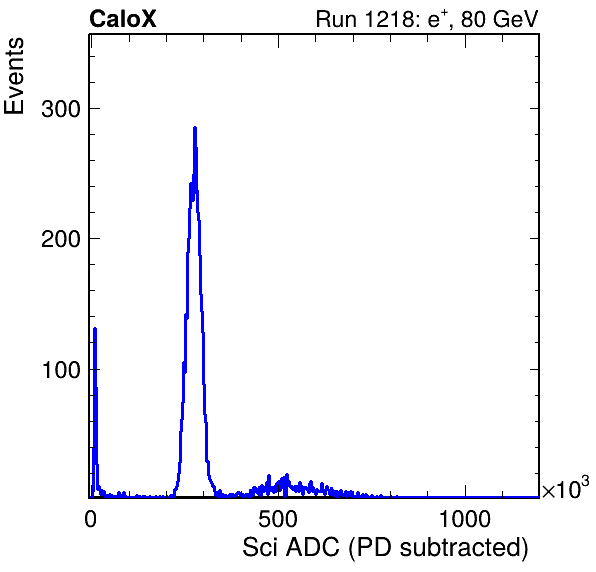 CaloX Run 1218: e⁺, 80 GeV
Events
300
200
100
0 500 1000 ×10³
Sci ADC (PD subtracted)